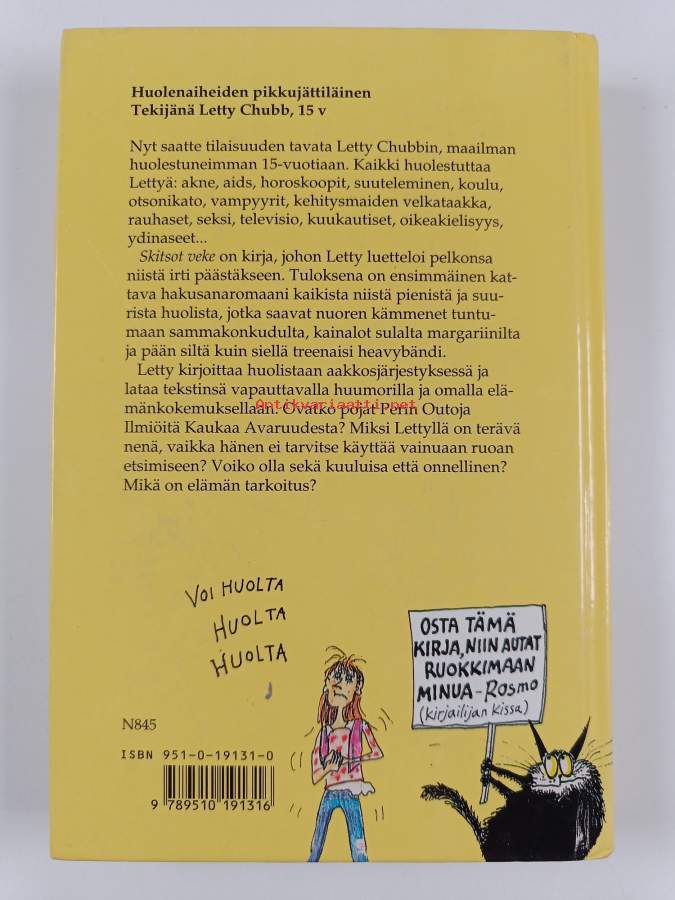 Huolenaiheiden pikkujättiläinen
Tekijänä Letty Chubb, 15 v
Nyt saatte tilaisuuden tavata Letty Chubbin, maailman
huolestuneimman 15-vuotiaan. Kaikki huolestuttaa
Lettyä: akne, aids, horoskoopit, suuteleminen, koulu,
otsonikato, vampyyrit, kehitysmaiden velkataakka,
rauhaset, seksi, televisio, kuukautiset, oikeakielisyys,
ydinaseet...
Skitsot veke on kirja, johon Letty luetteloi pelkonsa
niistä irti päästäkseen. Tuloksena on ensimmäinen kat-
tava hakusanaromaani kaikista niistä pienistä ja suu-
rista huolista, jotka saavat nuoren kämmenet tuntu-
maan sammakonkudulta, kainalot sulalta margariinilta
ja pään siltä kuin siellä treenaisi heavybändi.
Letty kirjoittaa huolistaan aakkosjärjestyksessä ja
lataa tekstinsä vapauttavalla huumorilla ja omalla elä-
Antikvariaatti.net
mänkokemuksellaan. Ovatko pojat Perin Outoja
Ilmiöitä Kaukaa Avaruudesta? Miksi Lettyllä on terävä
nenä, vaikka hänen ei tarvitse käyttää vainuaan ruoan
etsimiseen? Voiko olla sekä kuuluisa että onnellinen?
Mikä on elämän tarkoitus?
VOI HUOLTA
HUOLTA
HUOLTA
OSTA TÄMÄ
KIRJA, NIIN AUTAT
RUOKKIMAAN
MINUA - Rosmo
(kirjailijan kissa)
N845
ISBN 951-0-19131-0
9 789510 191316